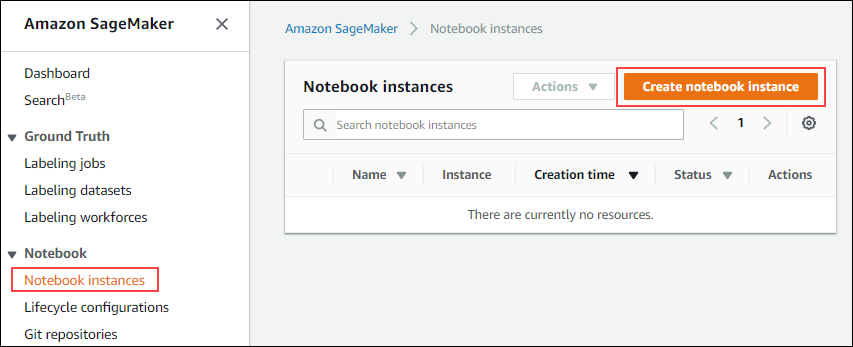 Amazon SageMaker
Dashboard
Search Beta
Ground Truth
Labeling jobs
Labeling datasets
Labeling workforces
Notebook
Notebook instances
Lifecycle configurations
Git repositories
Amazon SageMaker > Notebook instances
Notebook instances Actions Create notebook instance
Search notebook instances 1
Name Instance Creation time Status Actions
There are currently no resources.